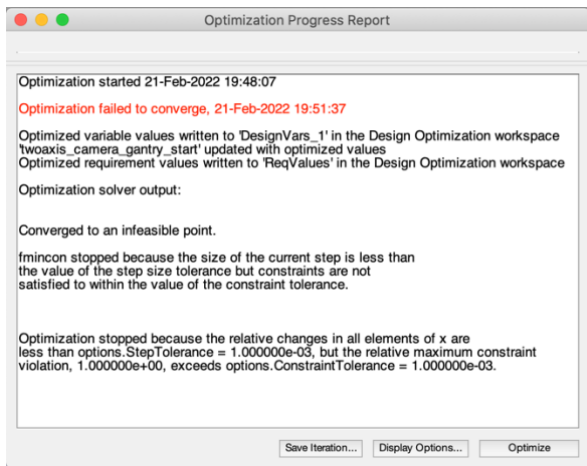 Optimization Progress Report
Optimization started 21-Feb-2022 19:48:07
Optimization failed to converge, 21-Feb-2022 19:51:37
Optimized variable values written to 'DesignVars_1' in the Design Optimization workspace
'twoaxis_camera_gantry_start' updated with optimized values
Optimized requirement values written to 'ReqValues' in the Design Optimization workspace
Optimization solver output:
Converged to an infeasible point.
fmincon stopped because the size of the current step is less than
the value of the step size tolerance but constraints are not
satisfied to within the value of the constraint tolerance.
Optimization stopped because the relative changes in all elements of x are
less than options.StepTolerance = 1.000000e-03, but the relative maximum constraint
violation, 1.000000e+00, exceeds options.ConstraintTolerance = 1.000000e-03.
Save Iteration... Display Options... Optimize